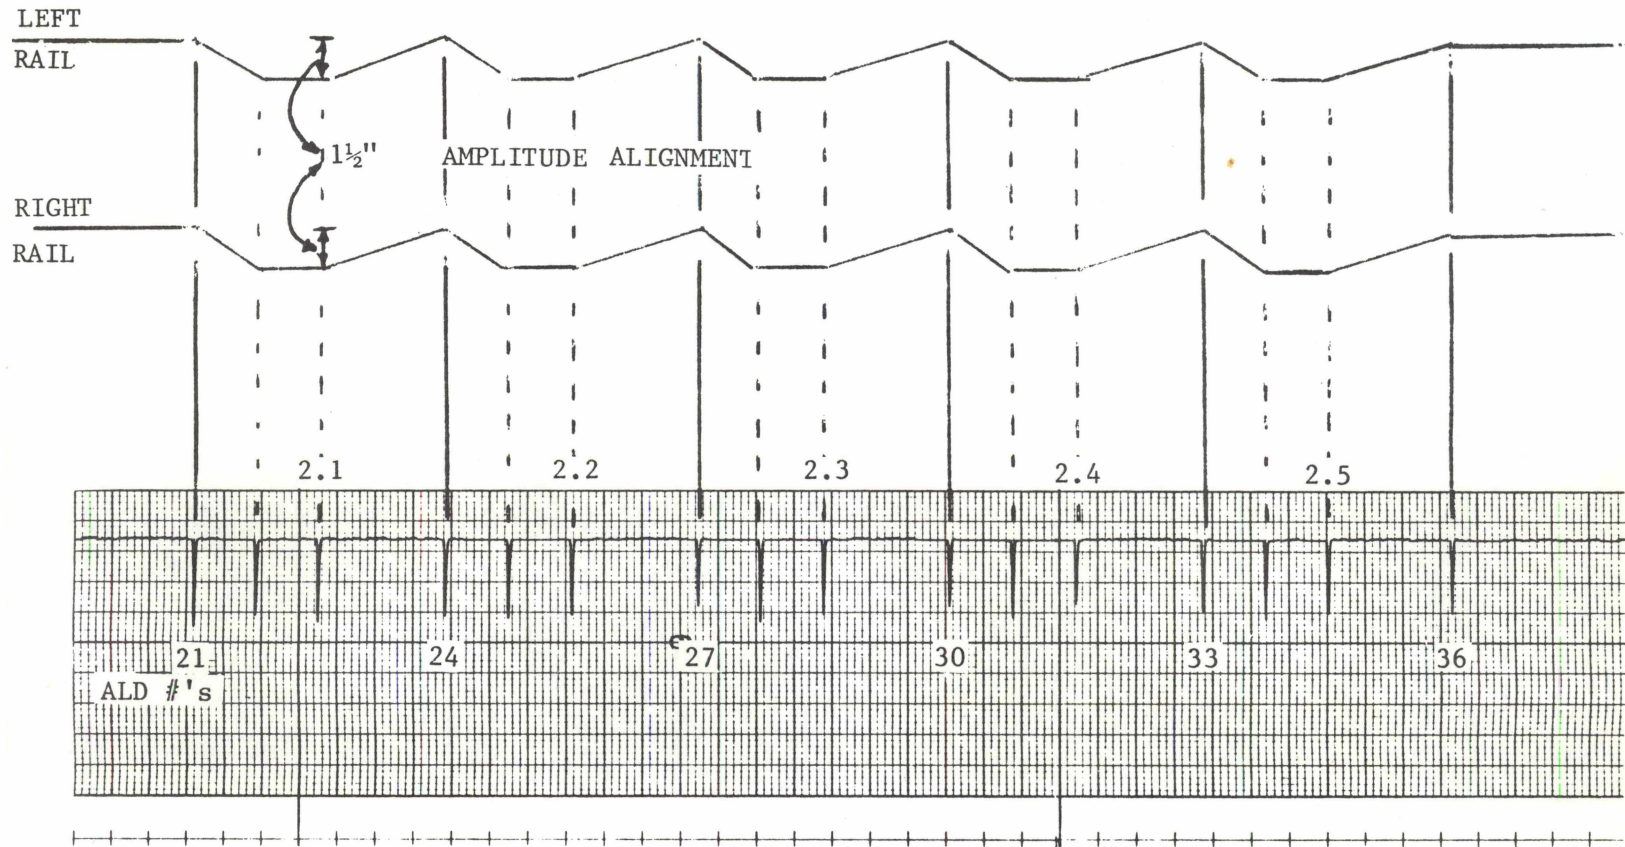 LEFT
RAIL
1½" AMPLITUDE ALIGNMENT
RIGHT
RAIL
2.1 2.2 2.3 2.4 2.5
21 24 27 30 33 36
ALD #'s